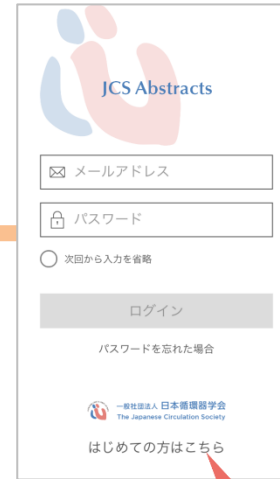 JCS Abstracts
メールアドレス
パスワード
次回から入力を省略
ログイン
パスワードを忘れた場合
一般社団法人 日本循環器学会
The Japanese Circulation Society
はじめての方はこちら